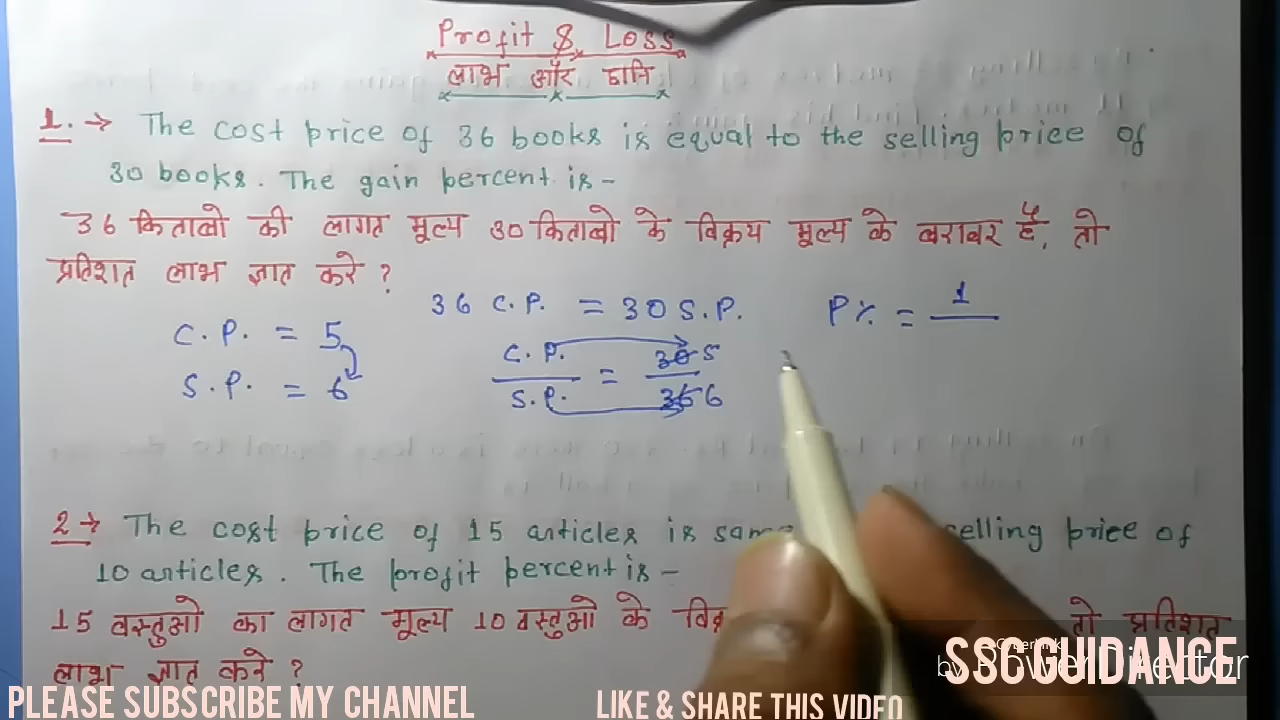 Profit & Loss
लाभ और हानि
1. → The cost price of 36 books is equal to the selling price of
30 books. The gain percent is -
36 किताबो की लागत मूल्य 30 किताबो के विक्रय मूल्य के बराबर है, तो
प्रतिशत लाभ ज्ञात करे ?
36 C.P. = 30 S.P.
P% = 1
C.P. = 5
S.P. = 6
C.P. = 30 5
S.P. 36 6
2 → The cost price of 15 articles is same selling price of
10 articles. The profit percent is -
15 वस्तुओ का लागत मूल्य 10 वस्तुओ के तो प्रतिशत
लाभ ज्ञात करे ?
SSC GUIDANCE
by PowerDirector
PLEASE SUBSCRIBE MY CHANNEL
LIKE & SHARE THIS VIDEO